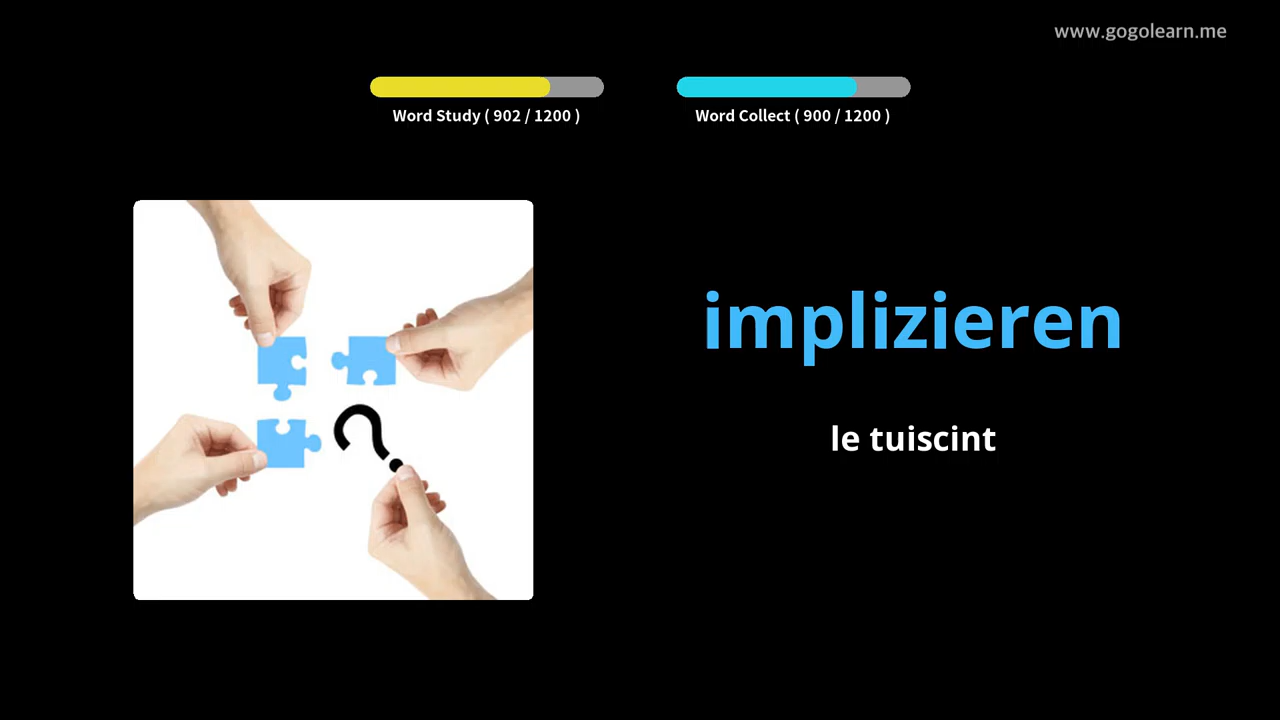 www.gogolearn.me
Word Study ( 902 / 1200 )
Word Collect ( 900 / 1200 )
implizieren
le tuiscint